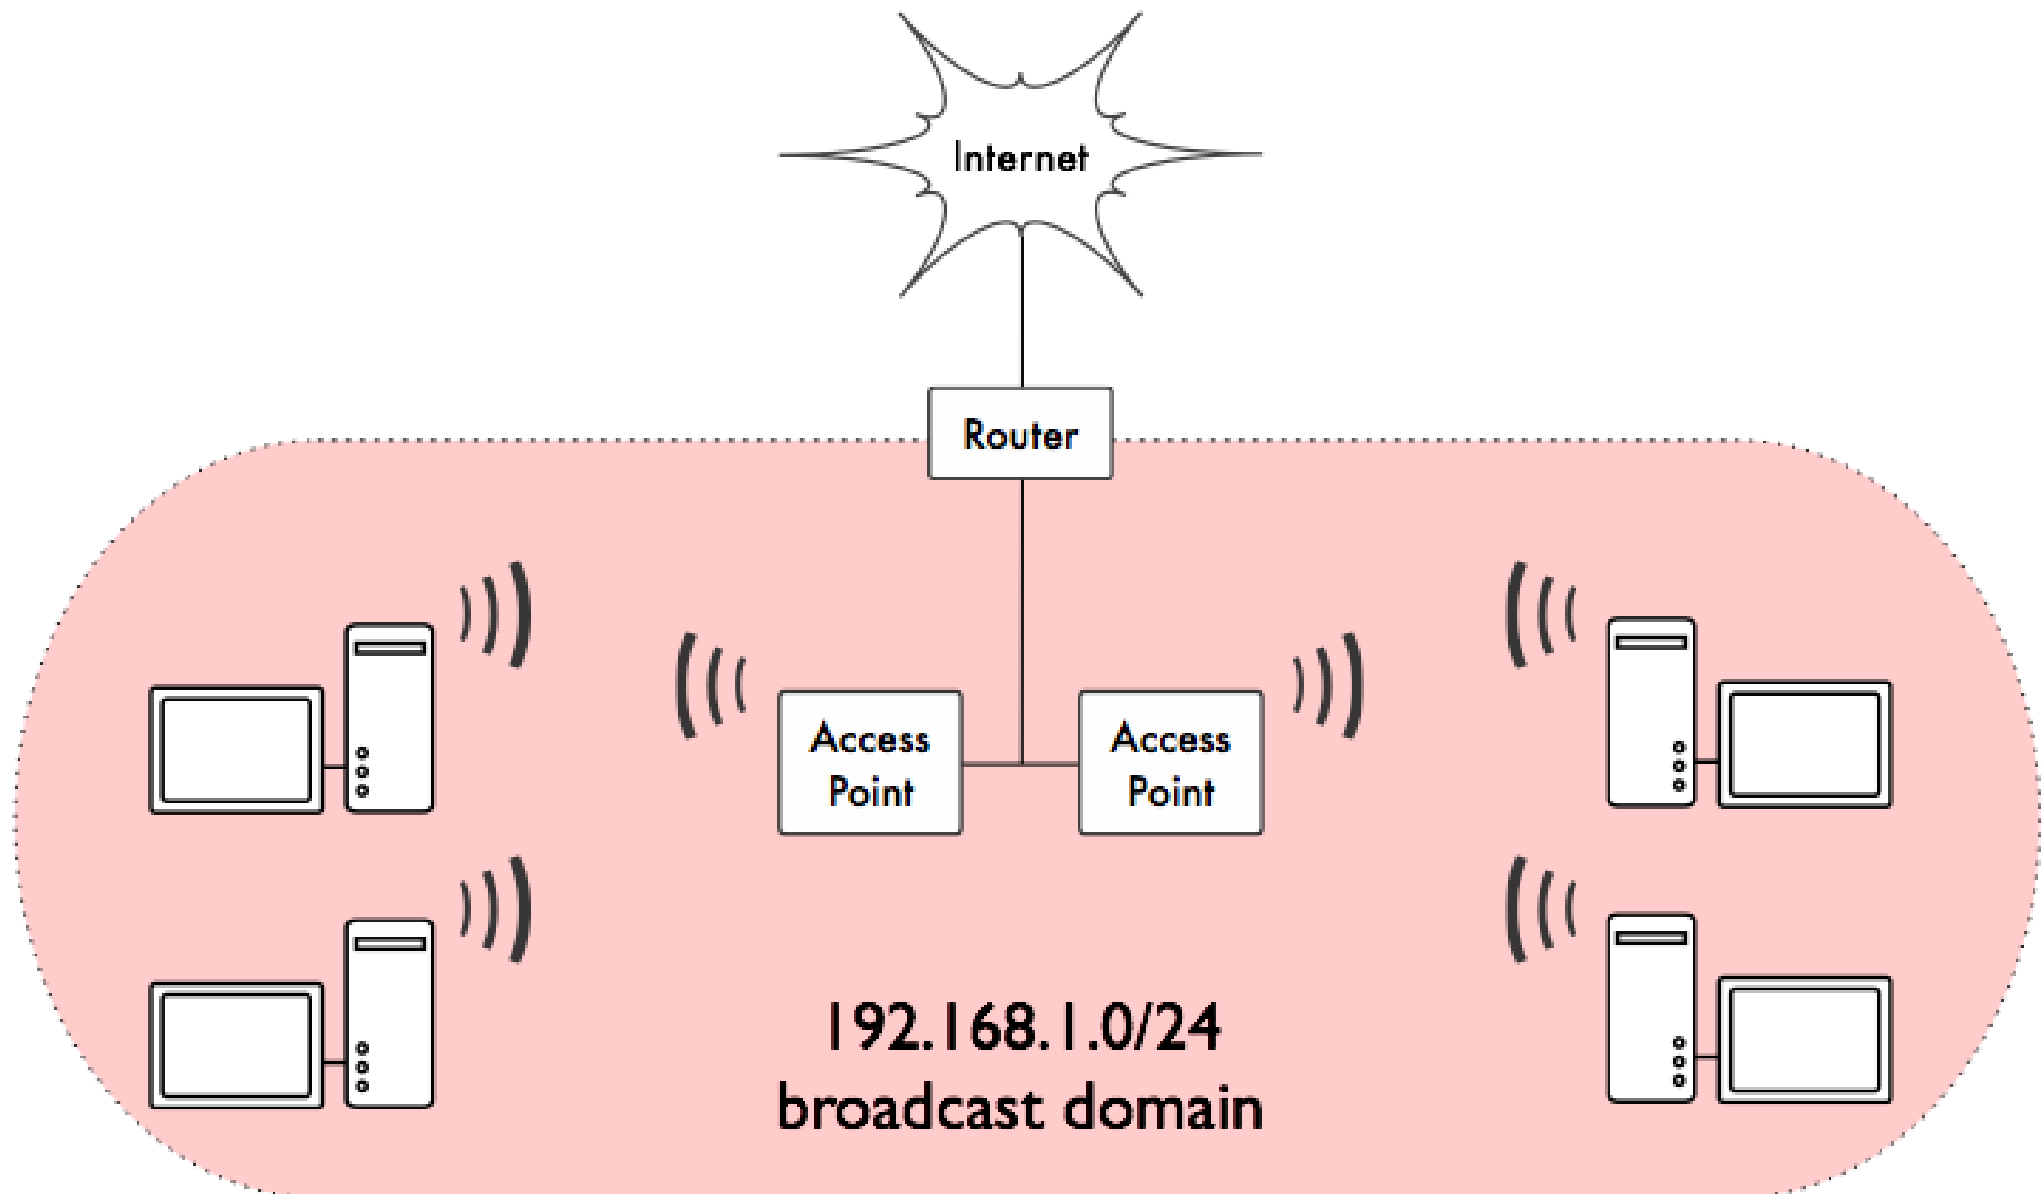 Internet
Router
Access
Point
Access
Point
192.168.1.0/24
broadcast domain